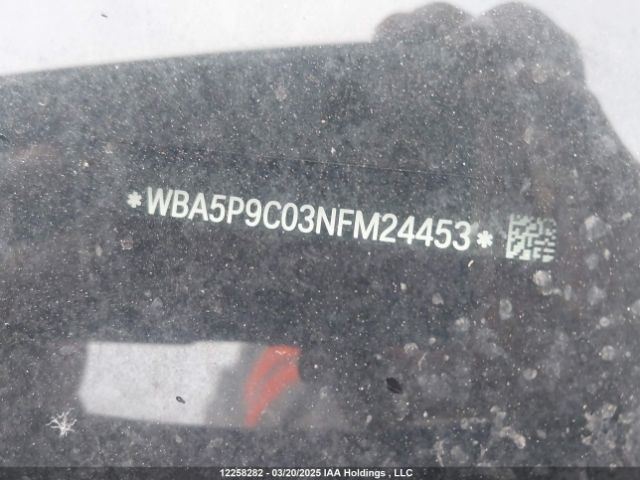 *WBA5P9C03NFM24453*
12258282 - 03/20/2025 IAA Holdings , LLC